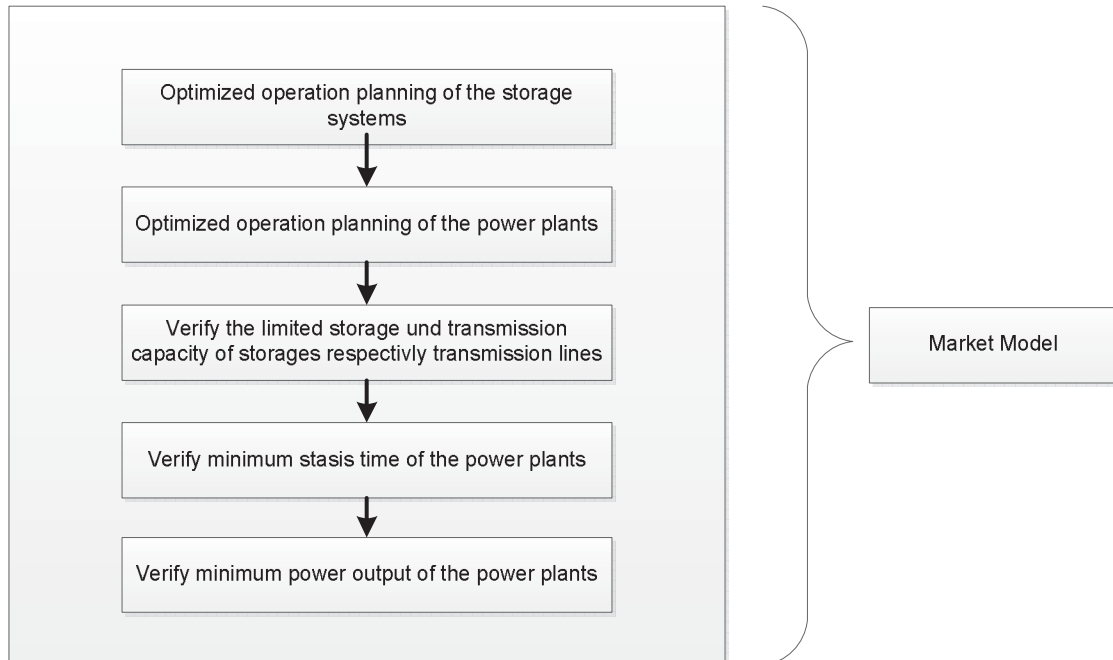 Optimized operation planning of the storage
systems
Optimized operation planning of the power plants
Verify the limited storage und transmission
capacity of storages respectivly transmission lines
Verify minimum stasis time of the power plants
Verify minimum power output of the power plants
Market Model